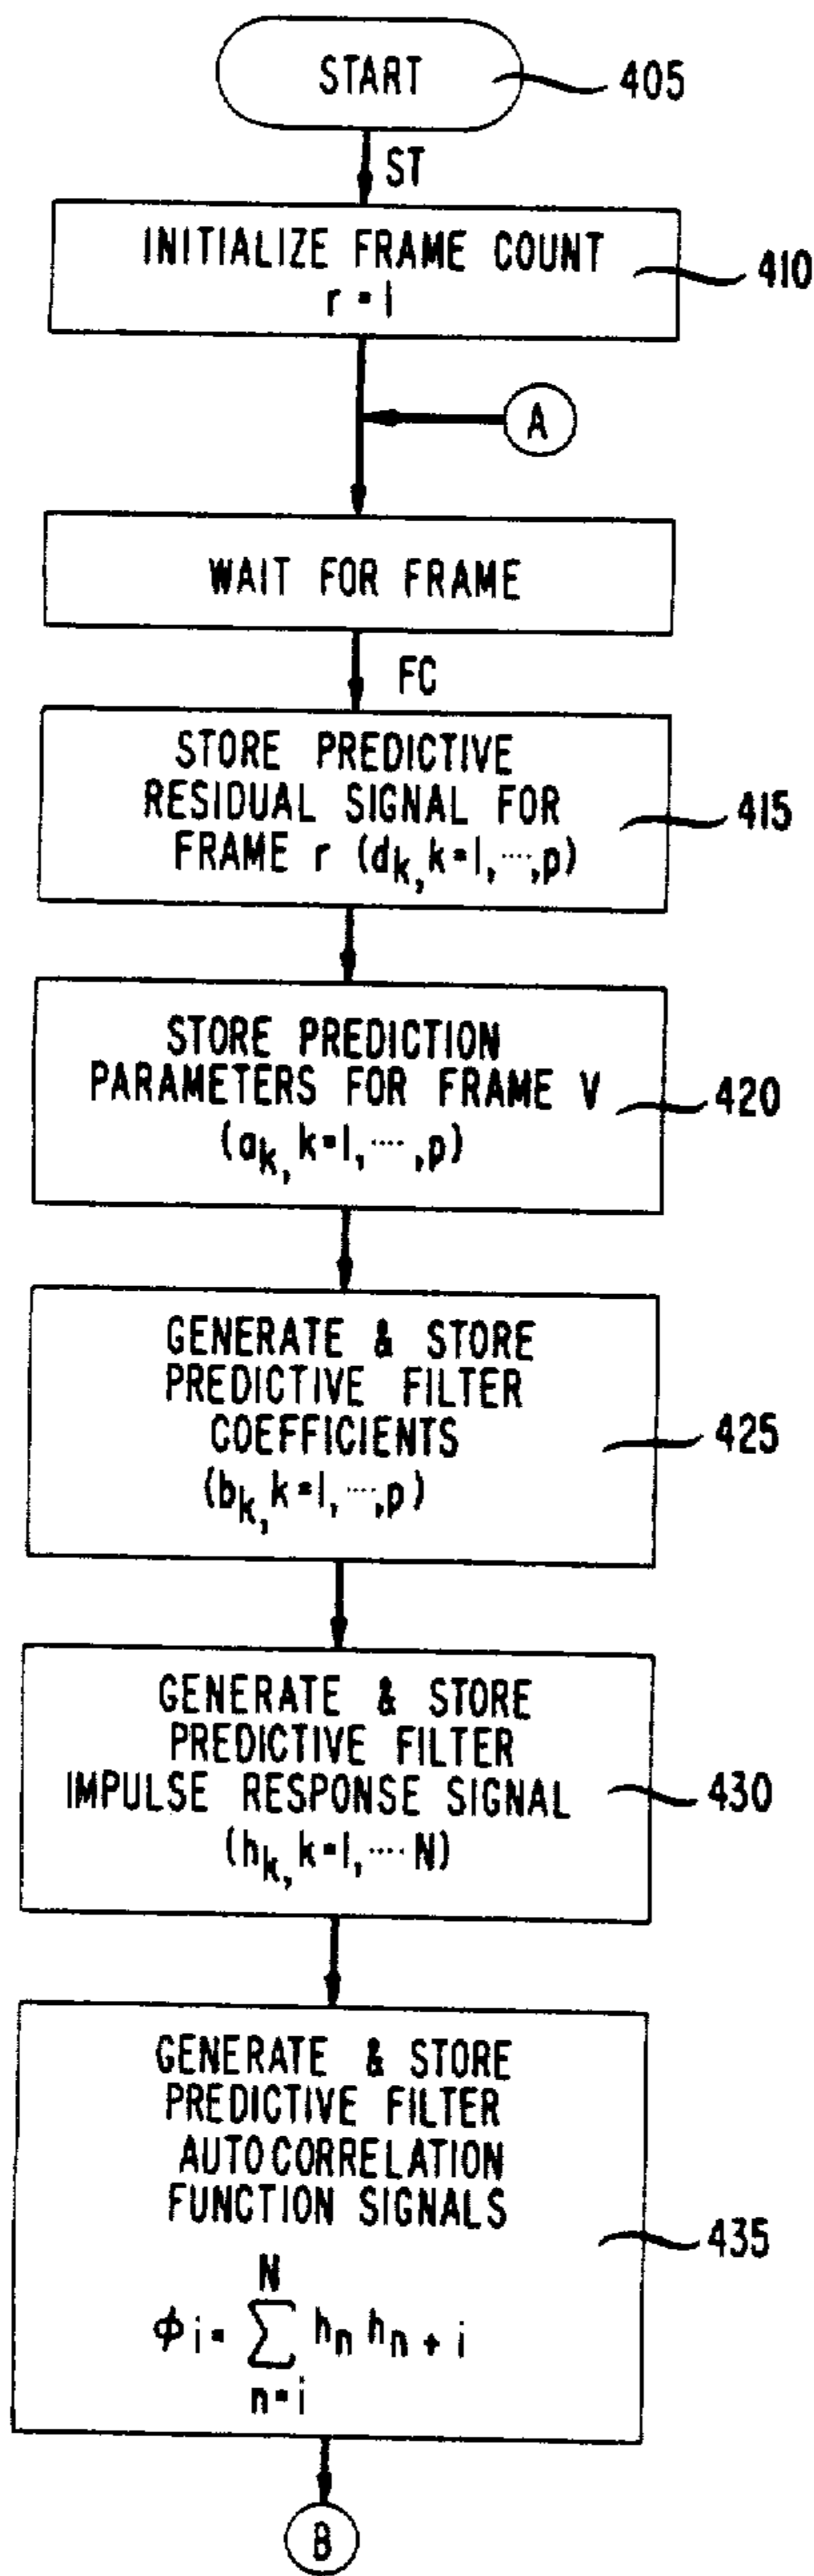 START
405
ST
INITIALIZE FRAME COUNT
r = 1
410
A
WAIT FOR FRAME
FC
STORE PREDICTIVE
RESIDUAL SIGNAL FOR
FRAME r (dk, k=1,....,p)
415
STORE PREDICTION
PARAMETERS FOR FRAME V
(ak, k=1,....,p)
420
GENERATE & STORE
PREDICTIVE FILTER
COEFFICIENTS
(bk, k=1,....,p)
425
GENERATE & STORE
PREDICTIVE FILTER
IMPULSE RESPONSE SIGNAL
(hk, k=1,.... N)
430
GENERATE & STORE
PREDICTIVE FILTER
AUTOCORRELATION
FUNCTION SIGNALS
435
N
ϕi = ∑ hn hn + i
n = i
B